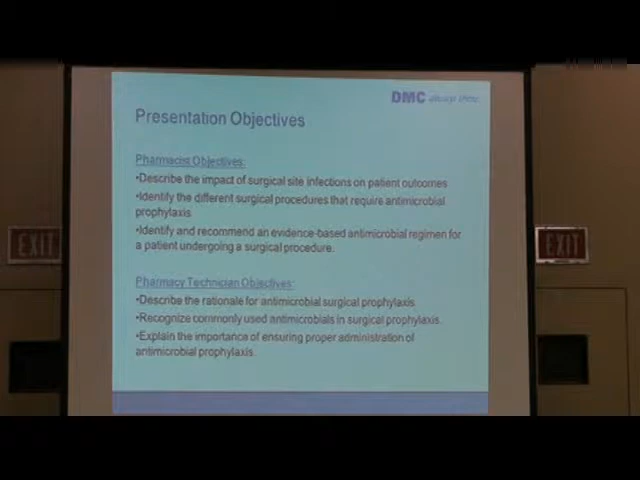 DMC always there.
Presentation Objectives
Pharmacist Objectives:
•Describe the impact of surgical site infections on patient outcomes
•Identify the different surgical procedures that require antimicrobial
prophylaxis
•Identify and recommend an evidence-based antimicrobial regimen for
a patient undergoing a surgical procedure.
EXIT
EXIT
Pharmacy Technician Objectives:
•Describe the rationale for antimicrobial surgical prophylaxis
•Recognize commonly used antimicrobials in surgical prophylaxis.
•Explain the importance of ensuring proper administration of
antimicrobial prophylaxis